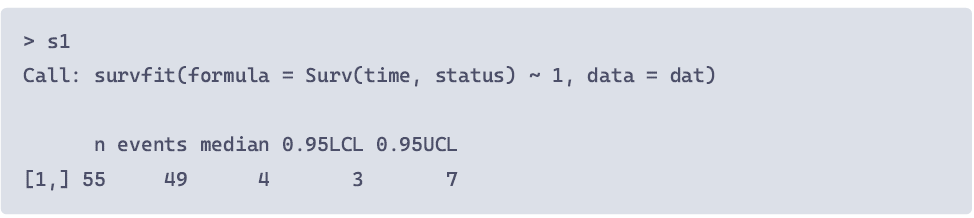 > s1
Call: survfit(formula = Surv(time, status) ~ 1, data = dat)
n events median 0.95LCL 0.95UCL
[1,] 55 49 4 3 7